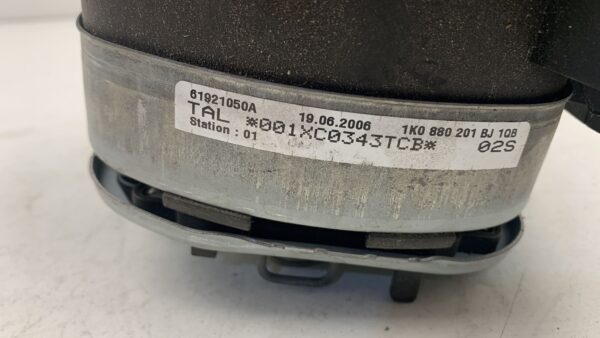 61921050A 19.06.2006 1K0 880 201 BJ 1QB
TAL *001XC0343TCB* 02S
Station : 01